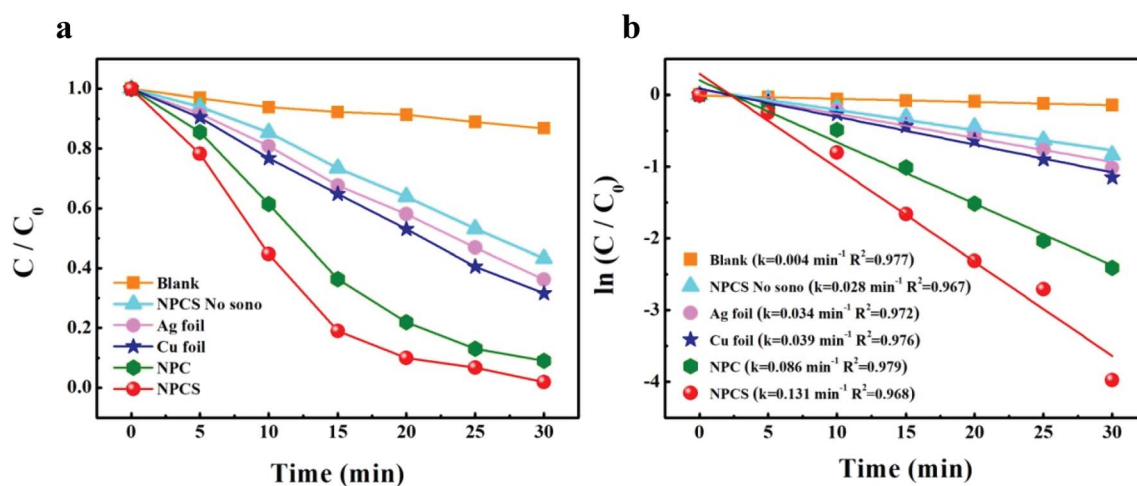 a
C / C₀
1.0
0.8
0.6
0.4
0.2
0.0
Blank
NPCS No sono
Ag foil
Cu foil
NPC
NPCS
0 5 10 15 20 25 30
Time (min)
b
ln (C / C₀)
0
-1
-2
-3
-4
Blank (k=0.004 min⁻¹ R²=0.977)
NPCS No sono (k=0.028 min⁻¹ R²=0.967)
Ag foil (k=0.034 min⁻¹ R²=0.972)
Cu foil (k=0.039 min⁻¹ R²=0.976)
NPC (k=0.086 min⁻¹ R²=0.979)
NPCS (k=0.131 min⁻¹ R²=0.968)
0 5 10 15 20 25 30
Time (min)